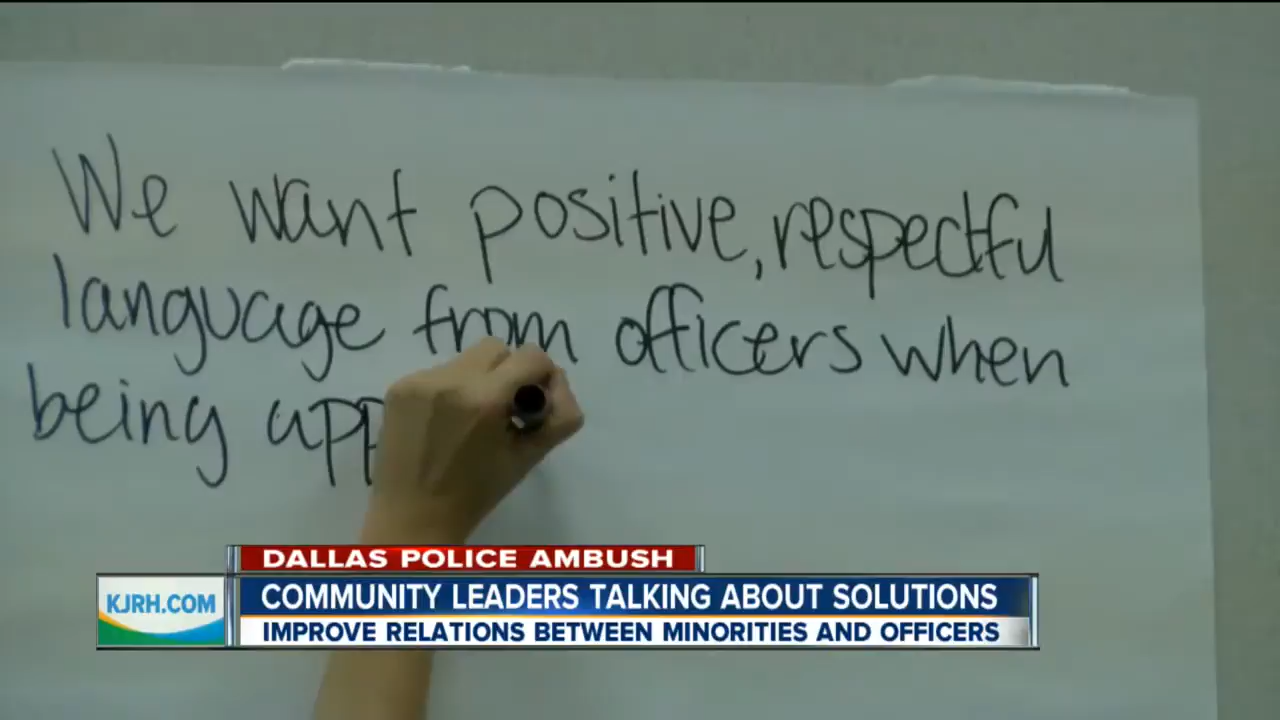 We want positive, respectful
language from officers when
being app
DALLAS POLICE AMBUSH
KJRH.COM
COMMUNITY LEADERS TALKING ABOUT SOLUTIONS
IMPROVE RELATIONS BETWEEN MINORITIES AND OFFICERS